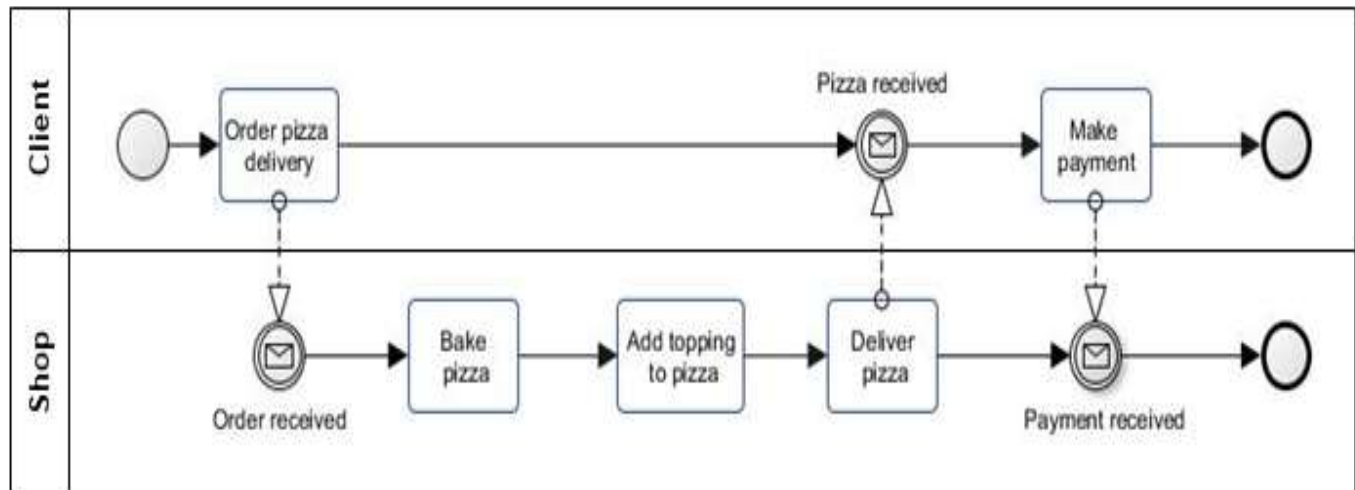 Client
Order pizza
delivery
Pizza received
Make
payment
Shop
Order received
Bake
pizza
Add topping
to pizza
Deliver
pizza
Payment received